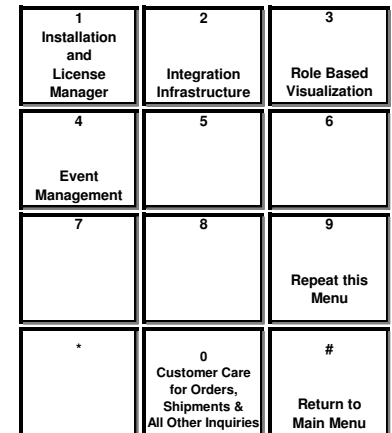 1
Installation
and
License
Manager
2
Integration
Infrastructure
3
Role Based
Visualization
4
Event
Management
5
6
7
8
9
Repeat this
Menu
*
0
Customer Care
for Orders,
Shipments &
All Other Inquiries
#
Return to
Main Menu